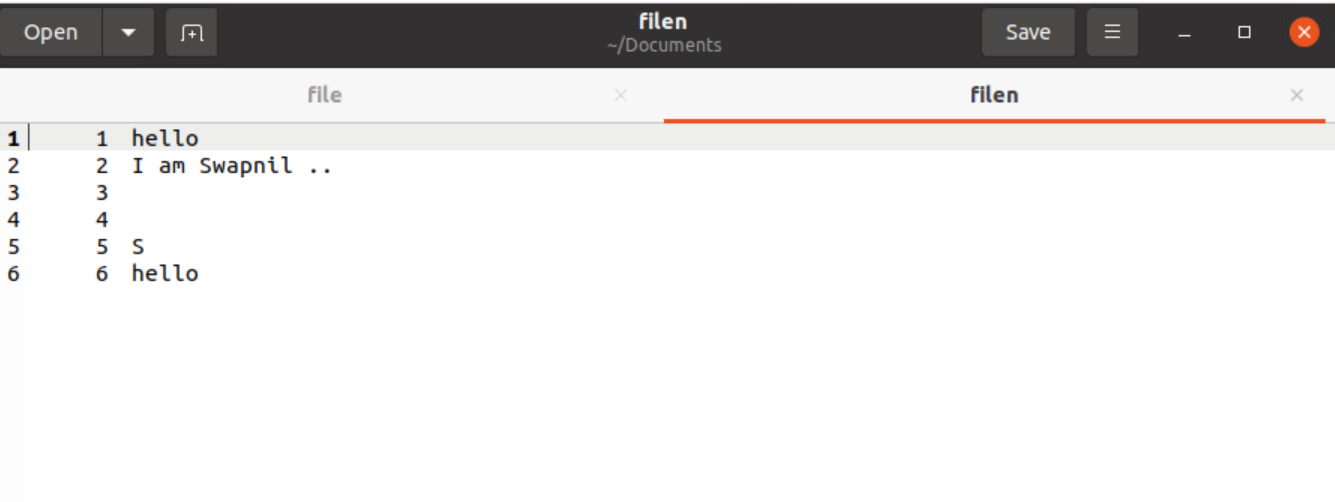 Open filen Save
~/Documents
file filen
1 1 hello
2 2 I am Swapnil ..
3 3
4 4
5 5 S
6 6 hello